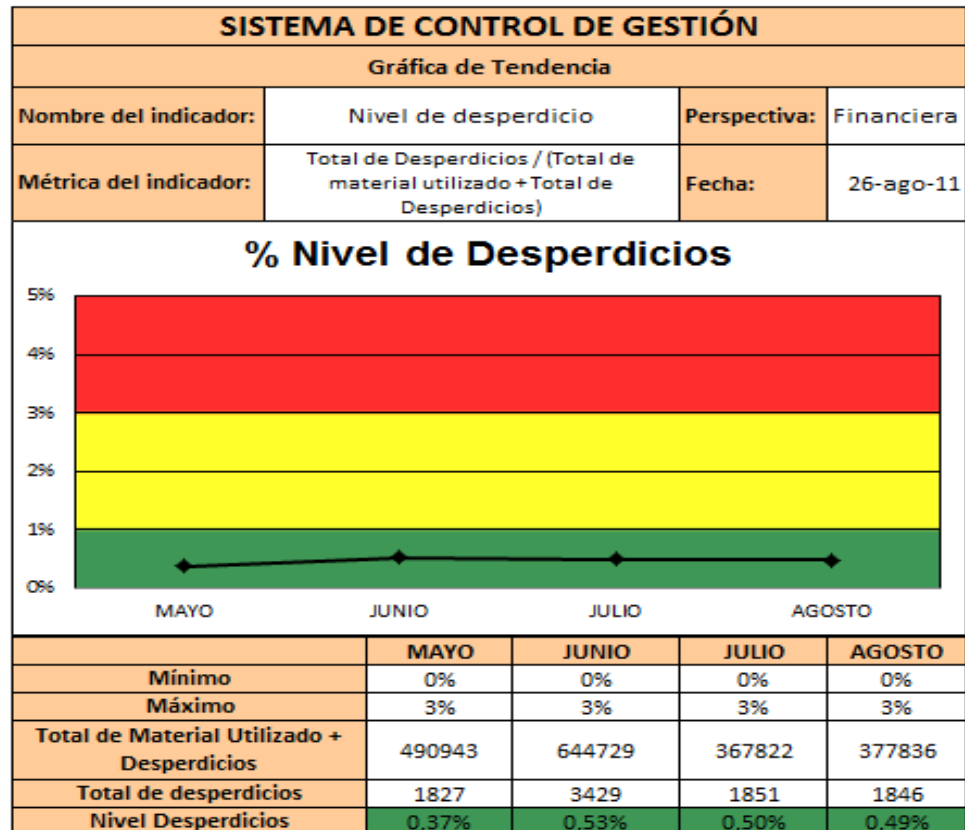 SISTEMA DE CONTROL DE GESTIÓN
Gráfica de Tendencia
Nombre del indicador: Nivel de desperdicio Perspectiva: Financiera
Métrica del indicador: Total de Desperdicios / (Total de
material utilizado + Total de
Desperdicios) Fecha: 26-ago-11
% Nivel de Desperdicios
5%
4%
3%
2%
1%
0%
MAYO JUNIO JULIO AGOSTO
MAYO JUNIO JULIO AGOSTO
Mínimo 0% 0% 0% 0%
Máximo 3% 3% 3% 3%
Total de Material Utilizado +
Desperdicios 490943 644729 367822 377836
Total de desperdicios 1827 3429 1851 1846
Nivel Desperdicios 0,37% 0,53% 0,50% 0,49%